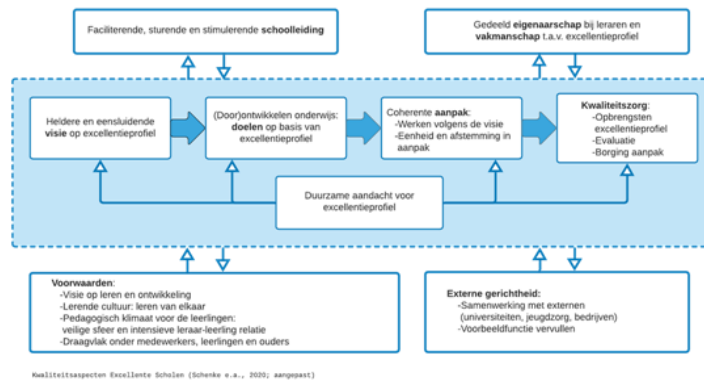 Faciliterende, sturende en stimulerende schoolleiding
Gedeeld eigenaarschap bij leraren en
vakmanschap t.a.v. excellentieprofiel
Heldere en eensluidende
visie op excellentieprofiel
(Door)ontwikkelen onderwijs:
doelen op basis van
excellentieprofiel
Coherente aanpak:
-Werken volgens de visie
-Eenheid en afstemming in
aanpak
Kwaliteitszorg:
-Opbrengsten
excellentieprofiel
-Evaluatie
-Borging aanpak
Duurzame aandacht voor
excellentieprofiel
Voorwaarden:
-Visie op leren en ontwikkeling
-Lerende cultuur: leren van elkaar
-Pedagogisch klimaat voor de leerlingen:
veilige sfeer en intensieve leraar-leerling relatie
-Draagvlak onder medewerkers, leerlingen en ouders
Externe gerichtheid:
-Samenwerking met externen
(universiteiten, jeugdzorg, bedrijven)
-Voorbeeldfunctie vervullen
Kwaliteitsaspecten Excellente Scholen (Schenke e.a., 2020; aangepast)